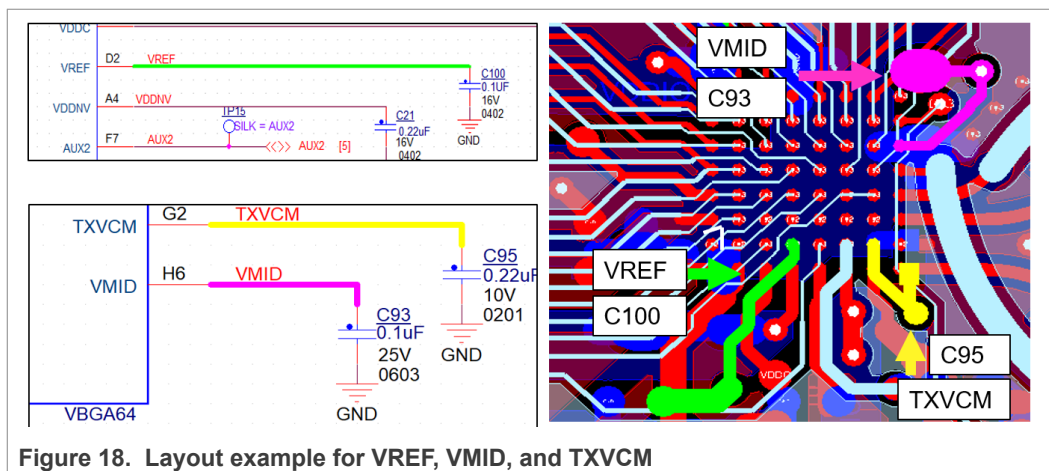 VDDC
VREF D2 VREF
C100
0.1UF
16V
0402
GND
VDDNV A4 VDDNV
TP15
SILK = AUX2
C21
0.22uF
16V
0402
AUX2 F7 AUX2 AUX2 [5]
TXVCM G2 TXVCM
C95
0.22uF
10V
0201
GND
VMID H6 VMID
C93
0.1uF
25V
0603
GND
VBGA64
VMID
C93
VREF
C100
VDDC
C95
TXVCM
Figure 18. Layout example for VREF, VMID, and TXVCM